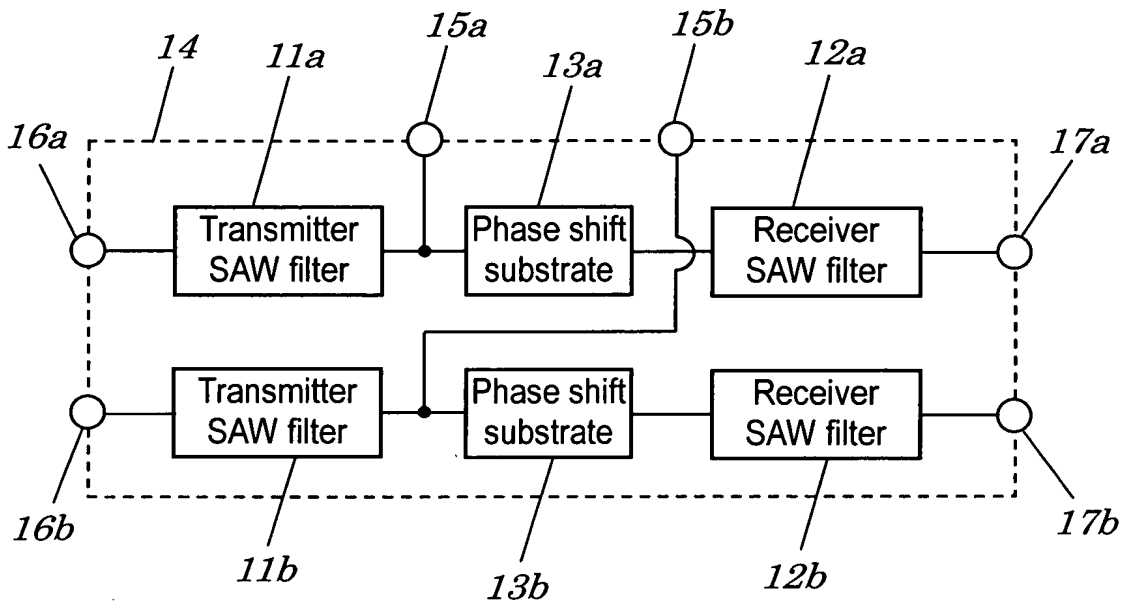 14
11a
15a
13a
15b
12a
16a
17a
Transmitter
SAW filter
Phase shift
substrate
Receiver
SAW filter
Transmitter
SAW filter
Phase shift
substrate
Receiver
SAW filter
16b
11b
13b
12b
17b